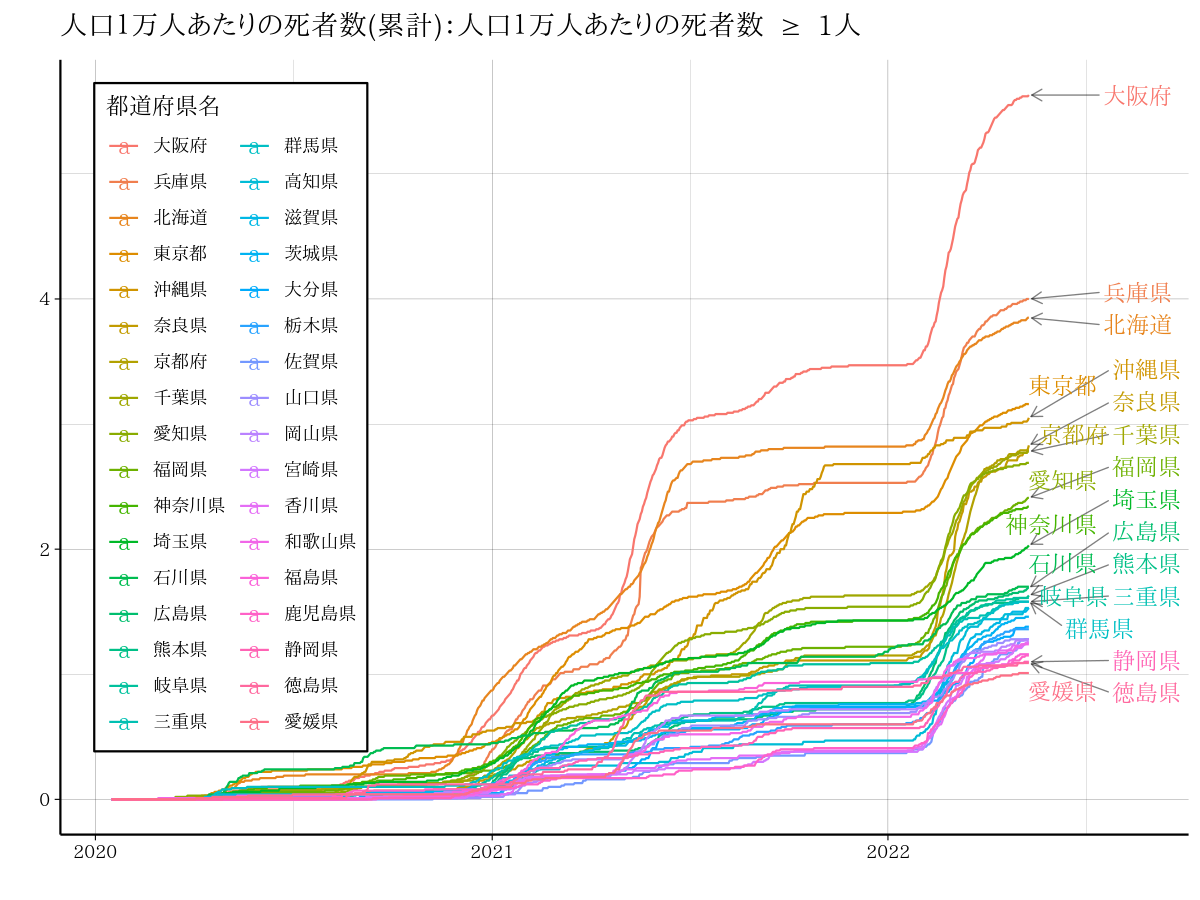 人口1万人あたりの死者数(累計)：人口1万人あたりの死者数 ≥ 1人
都道府県名
a 大阪府 a 群馬県
a 兵庫県 a 高知県
a 北海道 a 滋賀県
a 東京都 a 茨城県
a 沖縄県 a 大分県
a 奈良県 a 栃木県
a 京都府 a 佐賀県
a 千葉県 a 山口県
a 愛知県 a 岡山県
a 福岡県 a 宮崎県
a 神奈川県 a 香川県
a 埼玉県 a 和歌山県
a 石川県 a 福島県
a 広島県 a 鹿児島県
a 熊本県 a 静岡県
a 岐阜県 a 徳島県
a 三重県 a 愛媛県
大阪府
兵庫県
北海道
沖縄県
東京都
奈良県
京都府 千葉県
福岡県
愛知県
埼玉県
神奈川県
広島県
石川県 熊本県
岐阜県 三重県
群馬県
静岡県
愛媛県 徳島県
4
2
0
2020 2021 2022